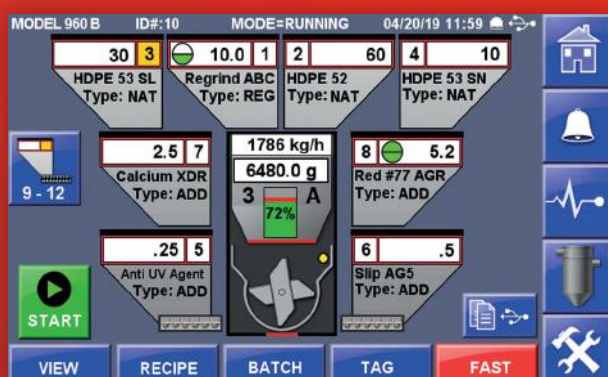 MODEL 960 B ID#:10 MODE=RUNNING 04/20/19 11:59
30 3 10.0 1 2 60 4 10
HDPE 53 SL Regrind ABC HDPE 52 HDPE 53 SN
Type: NAT Type: REG Type: NAT Type: NAT
2.5 7 1786 kg/h 8 5.2
6480.0 g
Calcium XDR Red #77 AGR
Type: ADD 3 A Type: ADD
72%
9 - 12
.25 5 6 .5
Anti UV Agent Slip AG5
Type: ADD Type: ADD
START
VIEW RECIPE BATCH TAG FAST